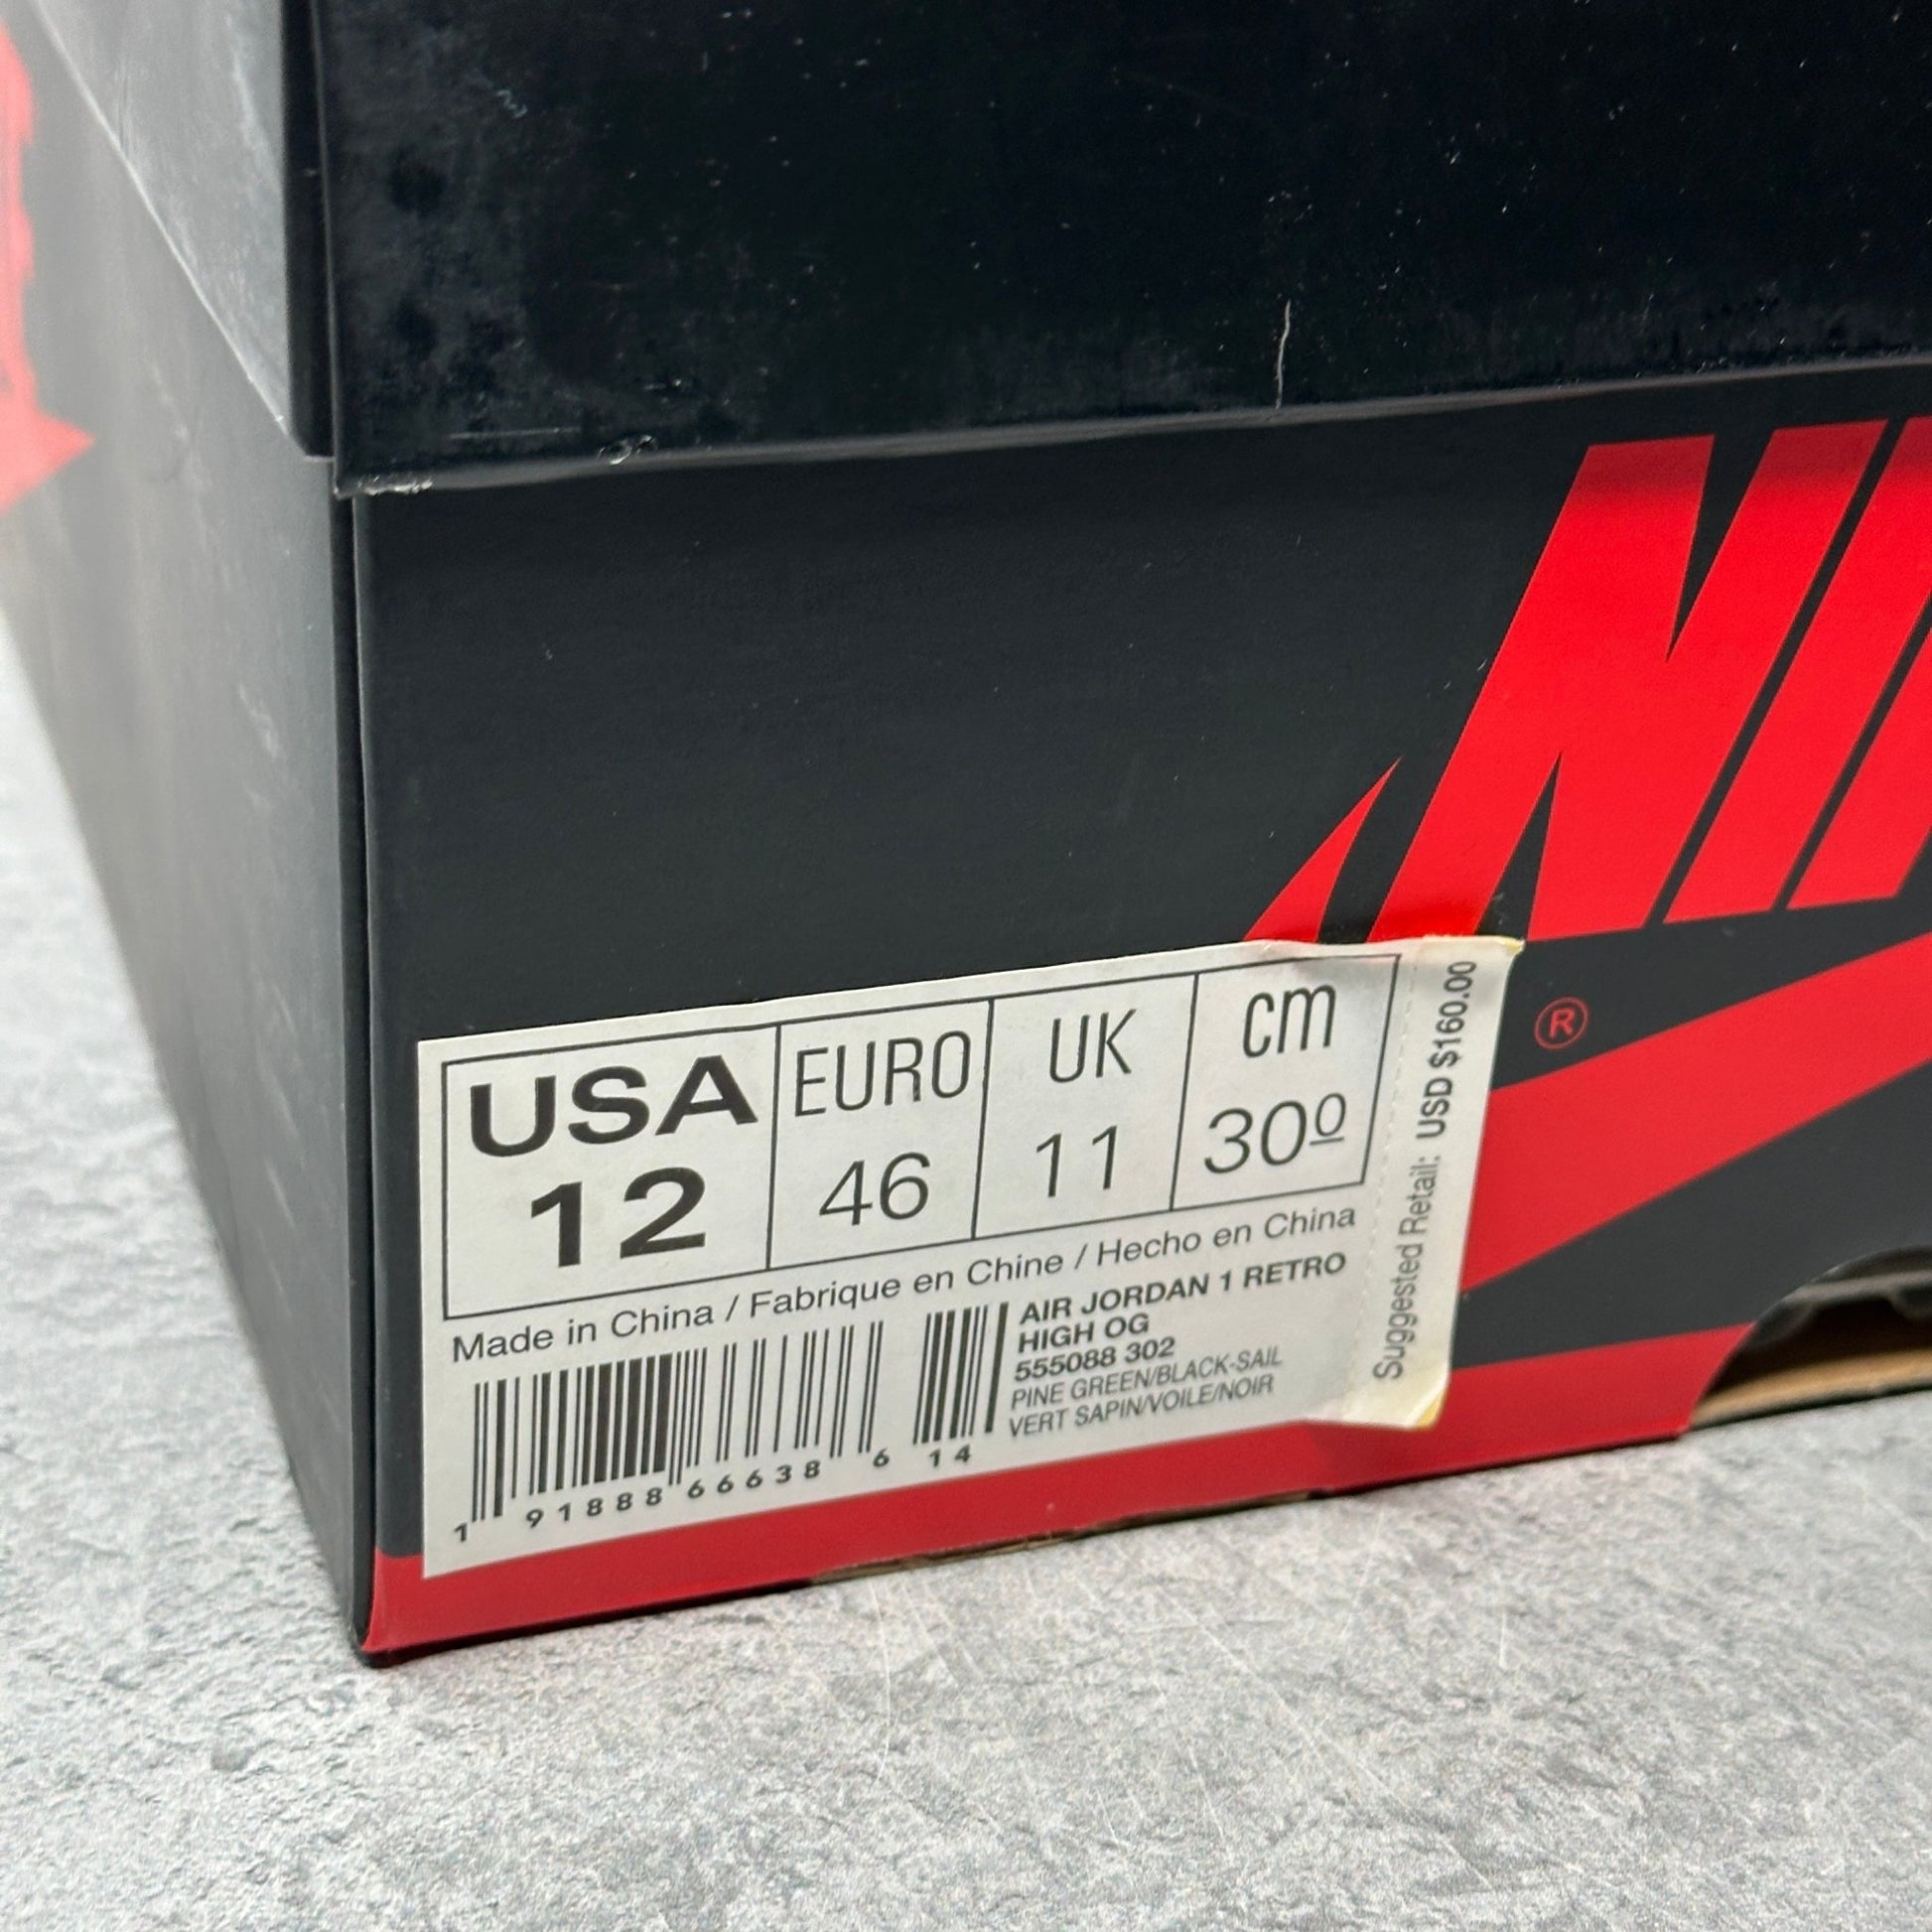 NI
®
USA EURO UK cm
12 46 11 30º
Made in China / Fabrique en Chine / Hecho en China
AIR JORDAN 1 RETRO
HIGH OG
555088 302
PINE GREEN/BLACK-SAIL
VERT SAPIN/VOILE/NOIR
1 91888 66638 6 14
Suggested Retail: USD $160.00